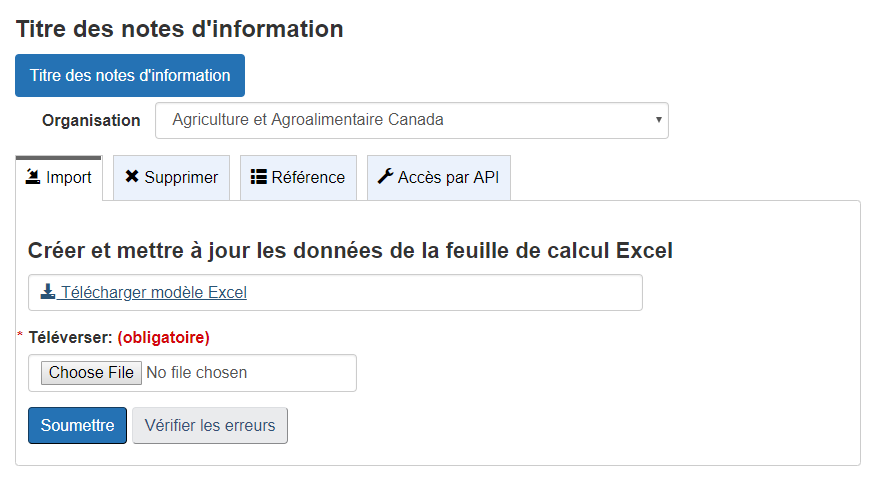 Titre des notes d'information
Titre des notes d'information
Organisation Agriculture et Agroalimentaire Canada
Import Supprimer Référence Accès par API
Créer et mettre à jour les données de la feuille de calcul Excel
Télécharger modèle Excel
* Téléverser: (obligatoire)
Choose File No file chosen
Soumettre Vérifier les erreurs